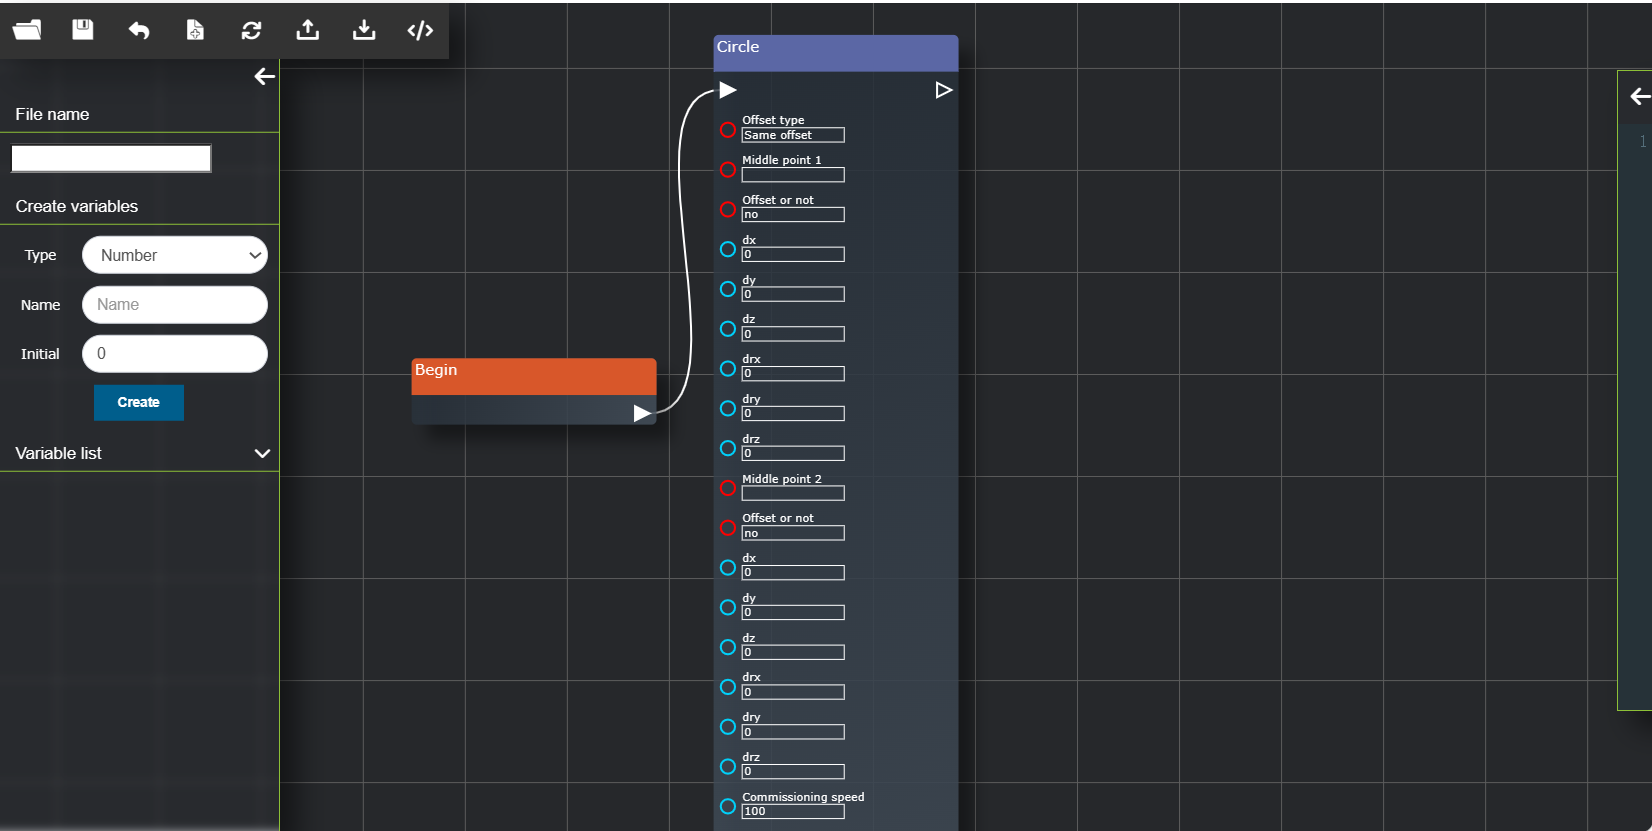 File name
Create variables
Type
Number
Name
Name
Initial
0
Create
Variable list
Begin
Circle
Offset type
Same offset
Middle point 1
Offset or not
no
dx
0
dy
0
dz
0
drx
0
dry
0
drz
0
Middle point 2
Offset or not
no
dx
0
dy
0
dz
0
drx
0
dry
0
drz
0
Commissioning speed
100
1